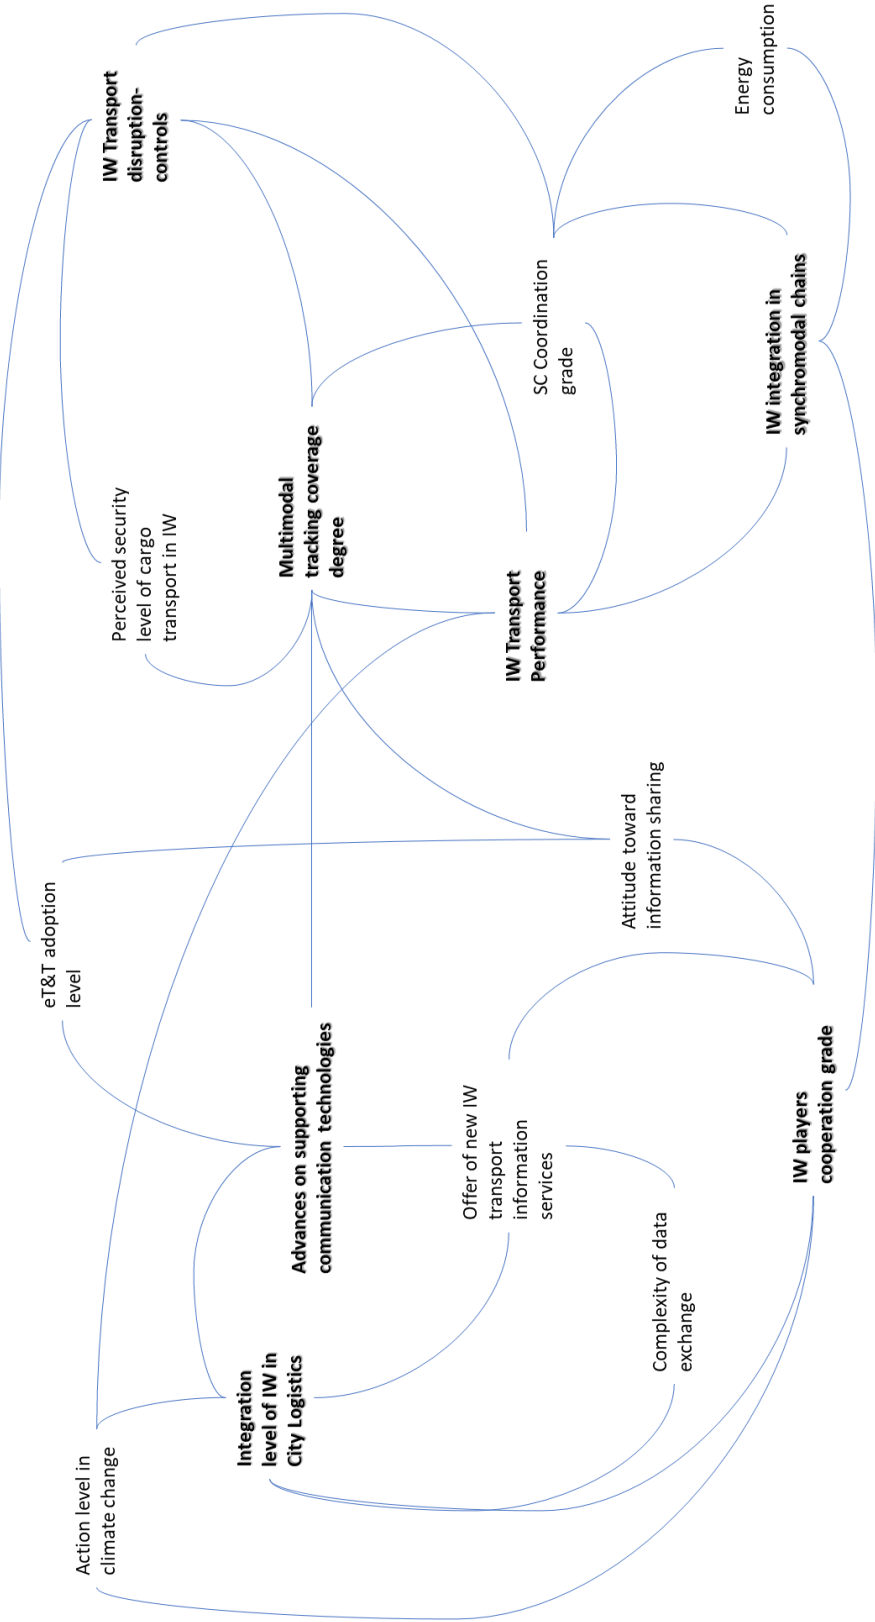 Action level in
climate change
eT&T adoption
level
Perceived security
level of cargo
transport in IW
IW Transport
disruption-
controls
Integration
level of IW in
City Logistics
Advances on supporting
communication technologies
Multimodal
tracking coverage
degree
Offer of new IW
transport
information
services
IW Transport
Performance
SC Coordination
grade
Complexity of data
exchange
Attitude toward
information sharing
Energy
consumption
IW players
cooperation grade
IW integration in
synchromodal chains